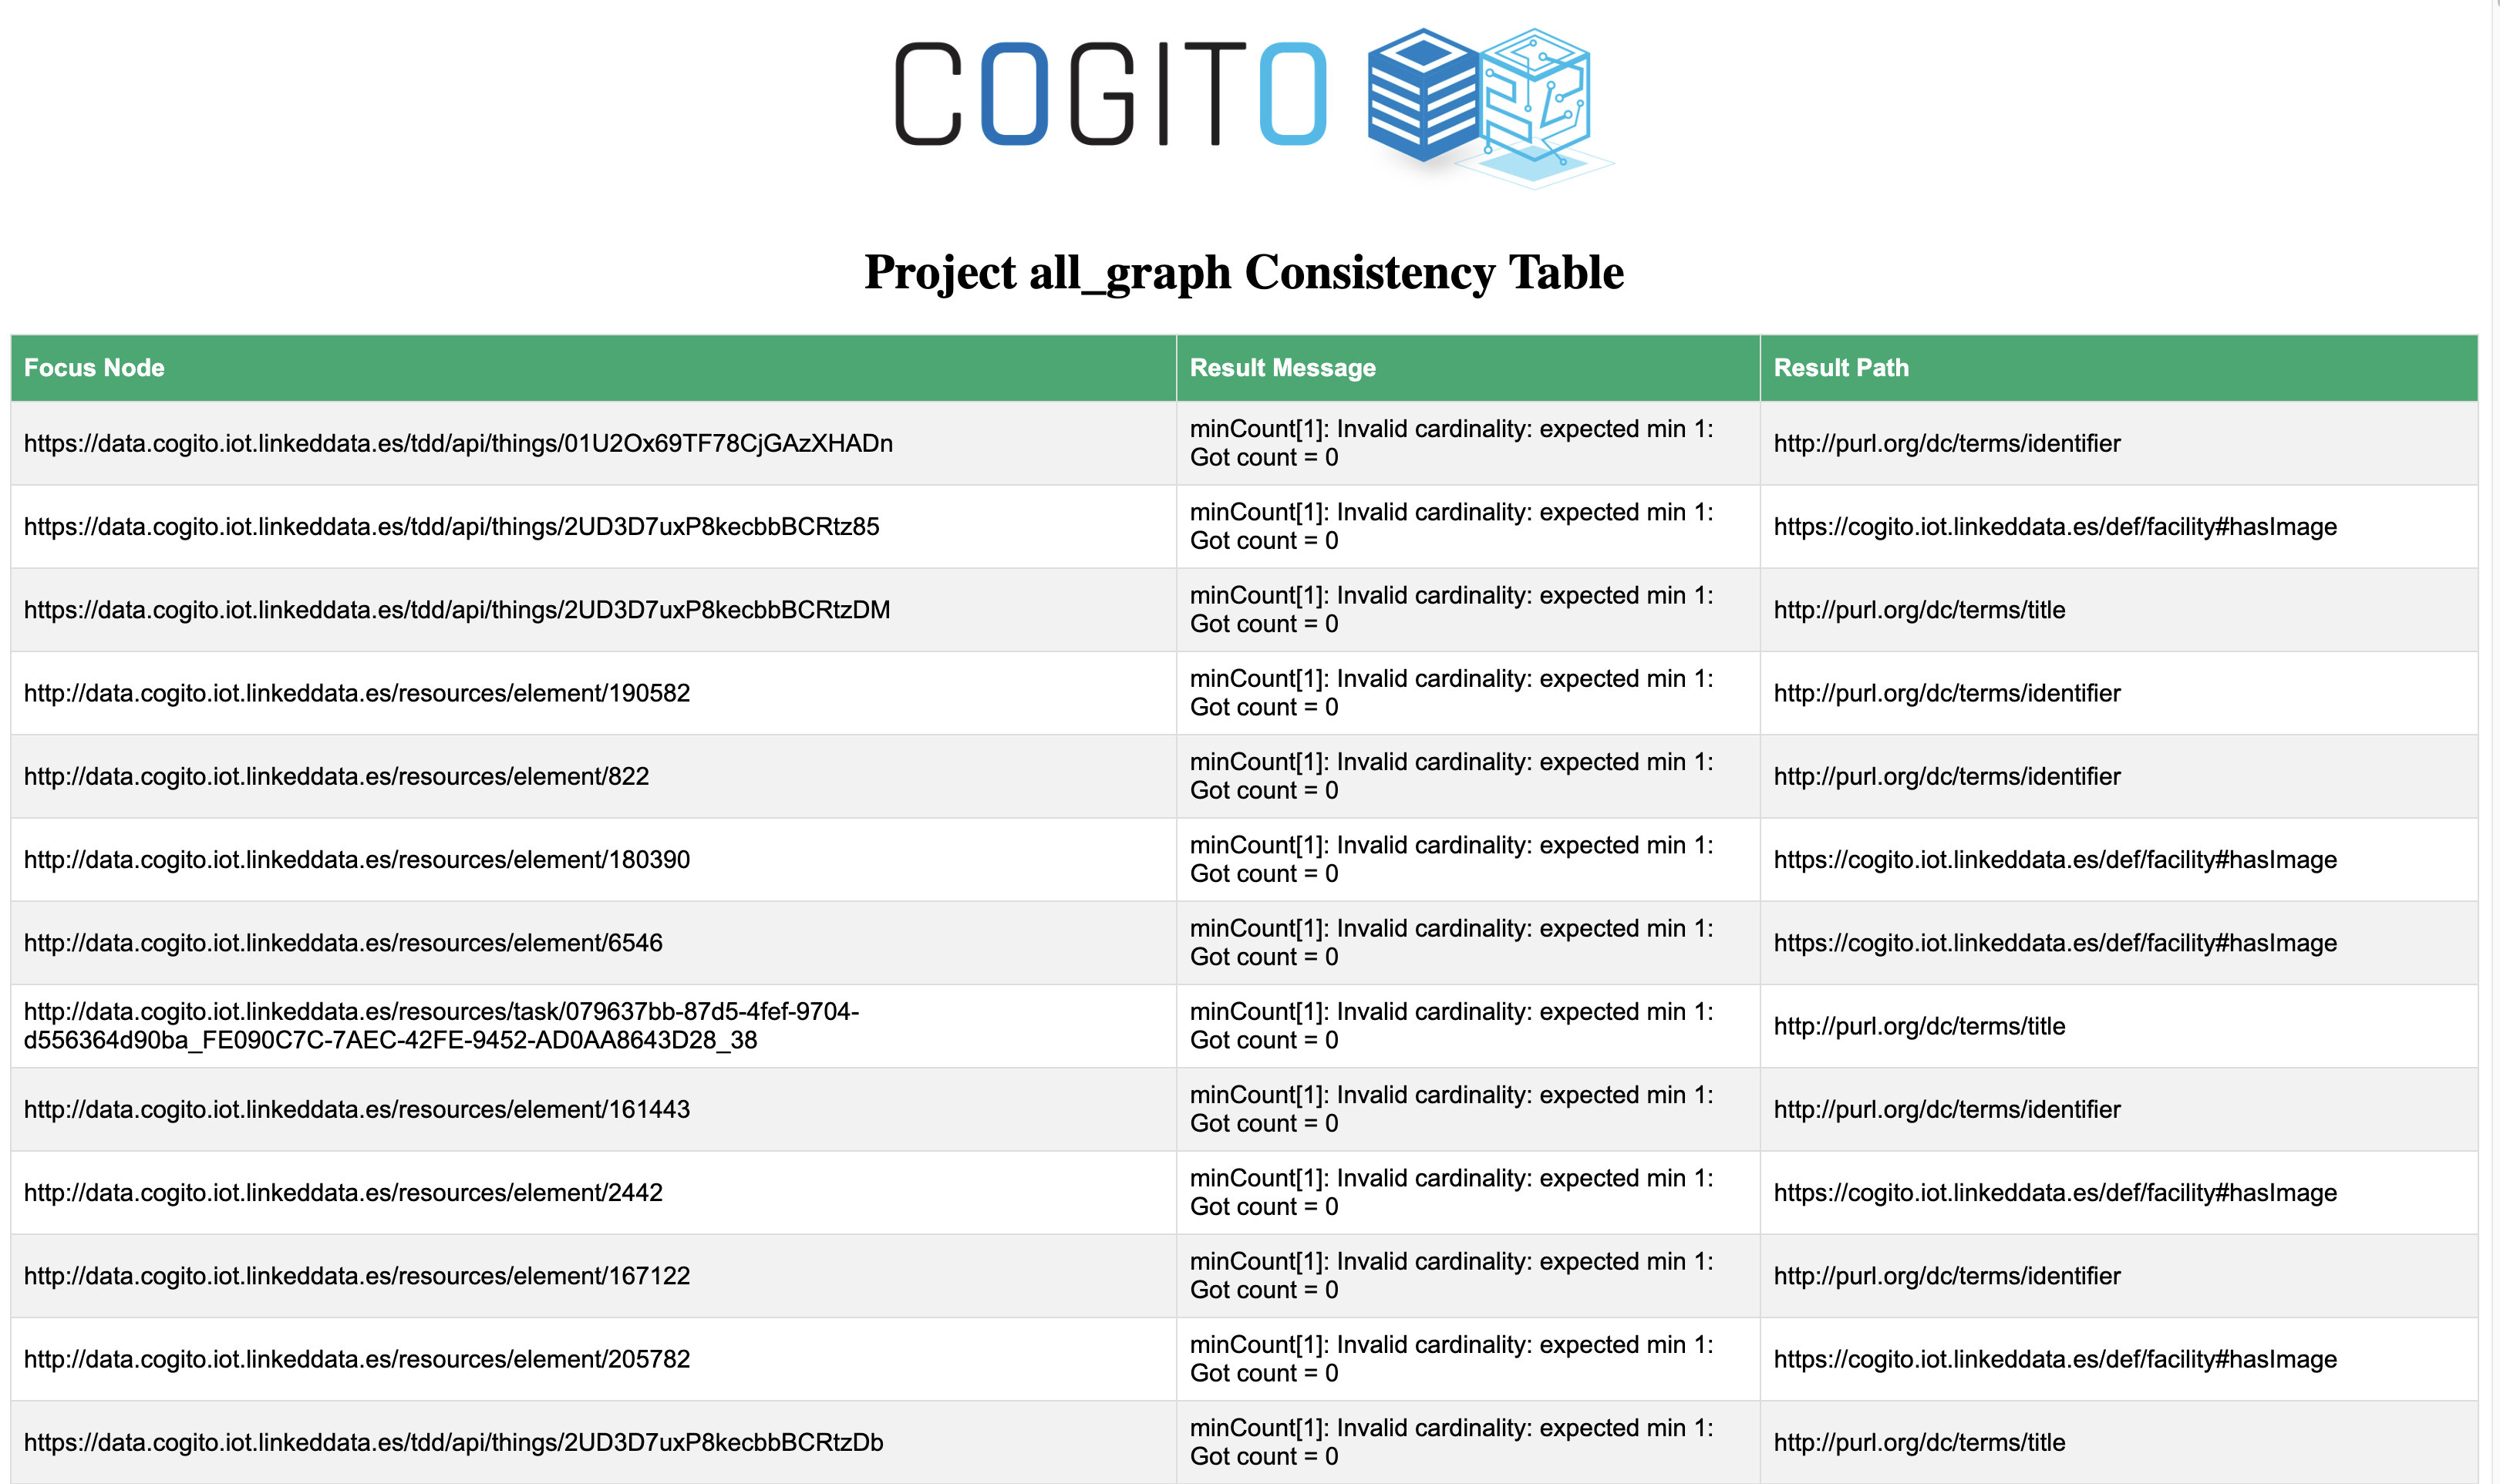 COGITO
Project all_graph Consistency Table
Focus Node Result Message Result Path
https://data.cogito.iot.linkeddata.es/tdd/api/things/01U2Ox69TF78CjGAzXHADn minCount[1]: Invalid cardinality: expected min 1: http://purl.org/dc/terms/identifier
Got count = 0
https://data.cogito.iot.linkeddata.es/tdd/api/things/2UD3D7uxP8kecbbBCRtz85 minCount[1]: Invalid cardinality: expected min 1: https://cogito.iot.linkeddata.es/def/facility#hasImage
Got count = 0
https://data.cogito.iot.linkeddata.es/tdd/api/things/2UD3D7uxP8kecbbBCRtzDM minCount[1]: Invalid cardinality: expected min 1: http://purl.org/dc/terms/title
Got count = 0
http://data.cogito.iot.linkeddata.es/resources/element/190582 minCount[1]: Invalid cardinality: expected min 1: http://purl.org/dc/terms/identifier
Got count = 0
http://data.cogito.iot.linkeddata.es/resources/element/822 minCount[1]: Invalid cardinality: expected min 1: http://purl.org/dc/terms/identifier
Got count = 0
http://data.cogito.iot.linkeddata.es/resources/element/180390 minCount[1]: Invalid cardinality: expected min 1: https://cogito.iot.linkeddata.es/def/facility#hasImage
Got count = 0
http://data.cogito.iot.linkeddata.es/resources/element/6546 minCount[1]: Invalid cardinality: expected min 1: https://cogito.iot.linkeddata.es/def/facility#hasImage
Got count = 0
http://data.cogito.iot.linkeddata.es/resources/task/079637bb-87d5-4fef-9704- minCount[1]: Invalid cardinality: expected min 1: http://purl.org/dc/terms/title
d556364d90ba_FE090C7C-7AEC-42FE-9452-AD0AA8643D28_38 Got count = 0
http://data.cogito.iot.linkeddata.es/resources/element/161443 minCount[1]: Invalid cardinality: expected min 1: http://purl.org/dc/terms/identifier
Got count = 0
http://data.cogito.iot.linkeddata.es/resources/element/2442 minCount[1]: Invalid cardinality: expected min 1: https://cogito.iot.linkeddata.es/def/facility#hasImage
Got count = 0
http://data.cogito.iot.linkeddata.es/resources/element/167122 minCount[1]: Invalid cardinality: expected min 1: http://purl.org/dc/terms/identifier
Got count = 0
http://data.cogito.iot.linkeddata.es/resources/element/205782 minCount[1]: Invalid cardinality: expected min 1: https://cogito.iot.linkeddata.es/def/facility#hasImage
Got count = 0
https://data.cogito.iot.linkeddata.es/tdd/api/things/2UD3D7uxP8kecbbBCRtzDb minCount[1]: Invalid cardinality: expected min 1: http://purl.org/dc/terms/title
Got count = 0